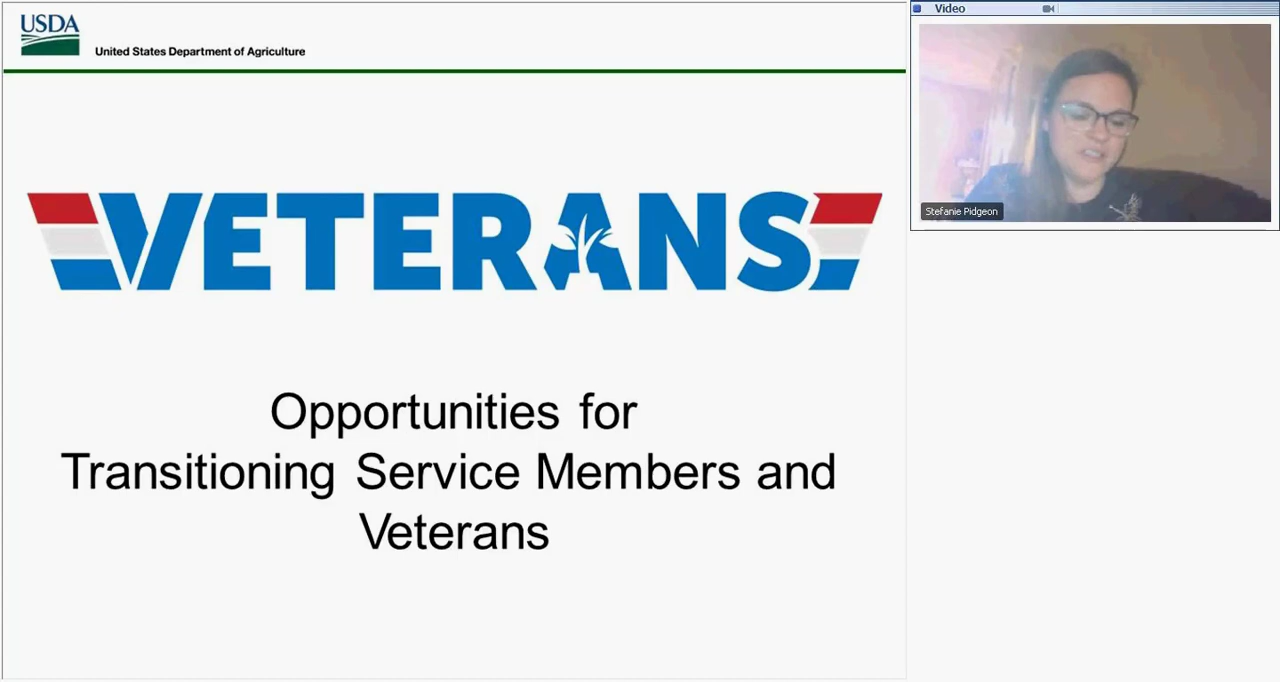 USDA
United States Department of Agriculture
VETERANS
Opportunities for
Transitioning Service Members and
Veterans
Video
Stefanie Pidgeon